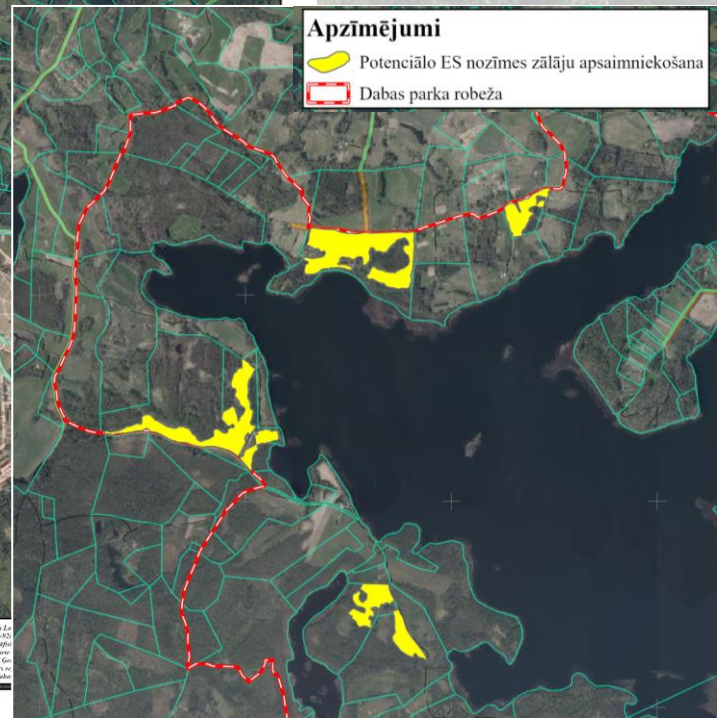 Apzīmējumi
Potenciālo ES nozīmes zālāju apsaimniekošana
Dabas parka robeža